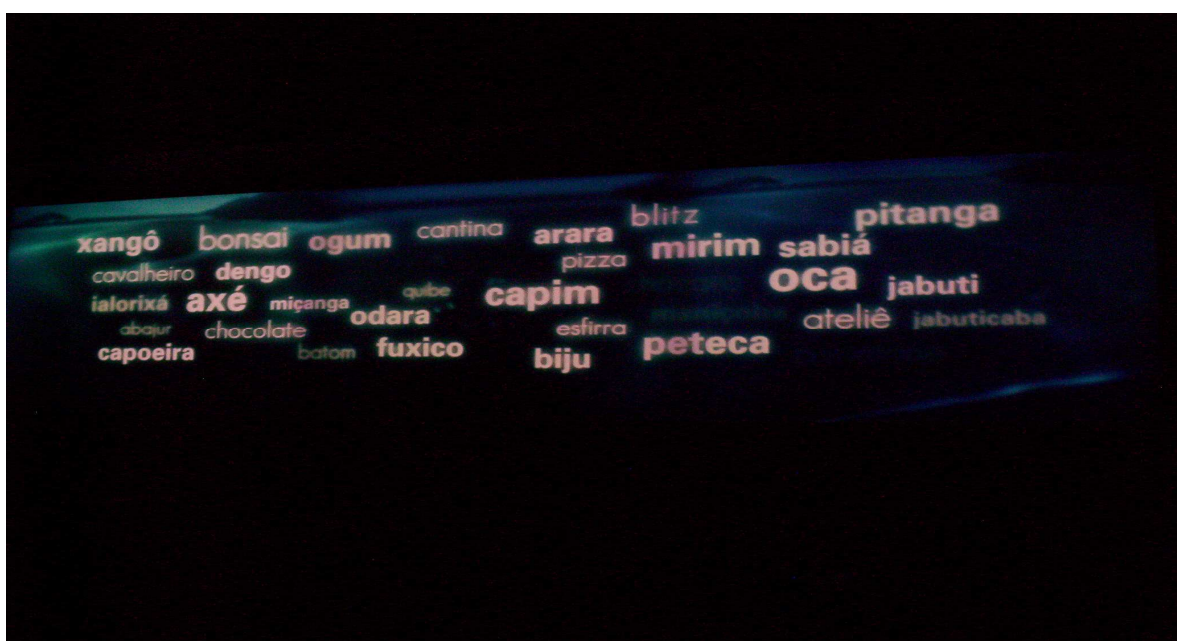 blitz pitanga
xangô bonsai ogum cantina arara mirim sabiá
cavalheiro dengo pizza oca jabuti
ialorixá axé miçanga quibe capim
odara ateliê jabuticaba
abajur chocolate esfirra
capoeira batom fuxico biju peteca